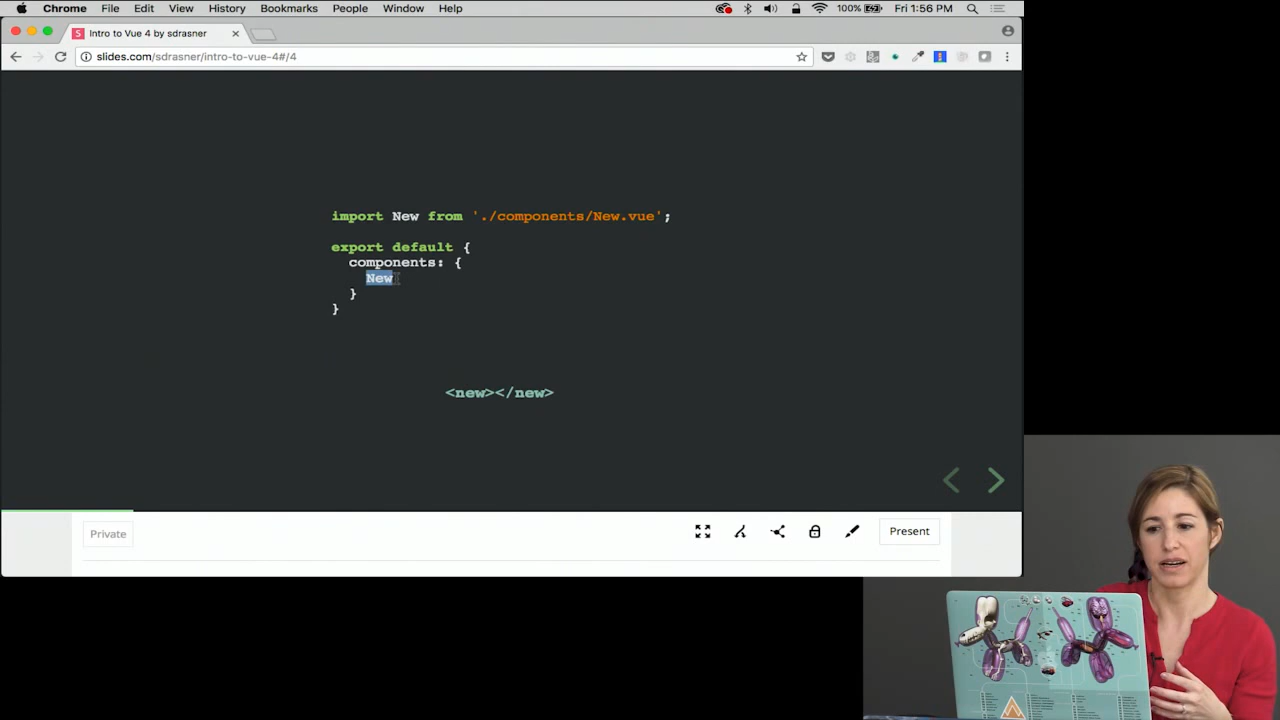 Chrome File Edit View History Bookmarks People Window Help 100% Fri 1:56 PM
S Intro to Vue 4 by sdrasner
slides.com/sdrasner/intro-to-vue-4#/4
import New from './components/New.vue';
export default {
components: {
New
}
}
<new></new>
Private
Present